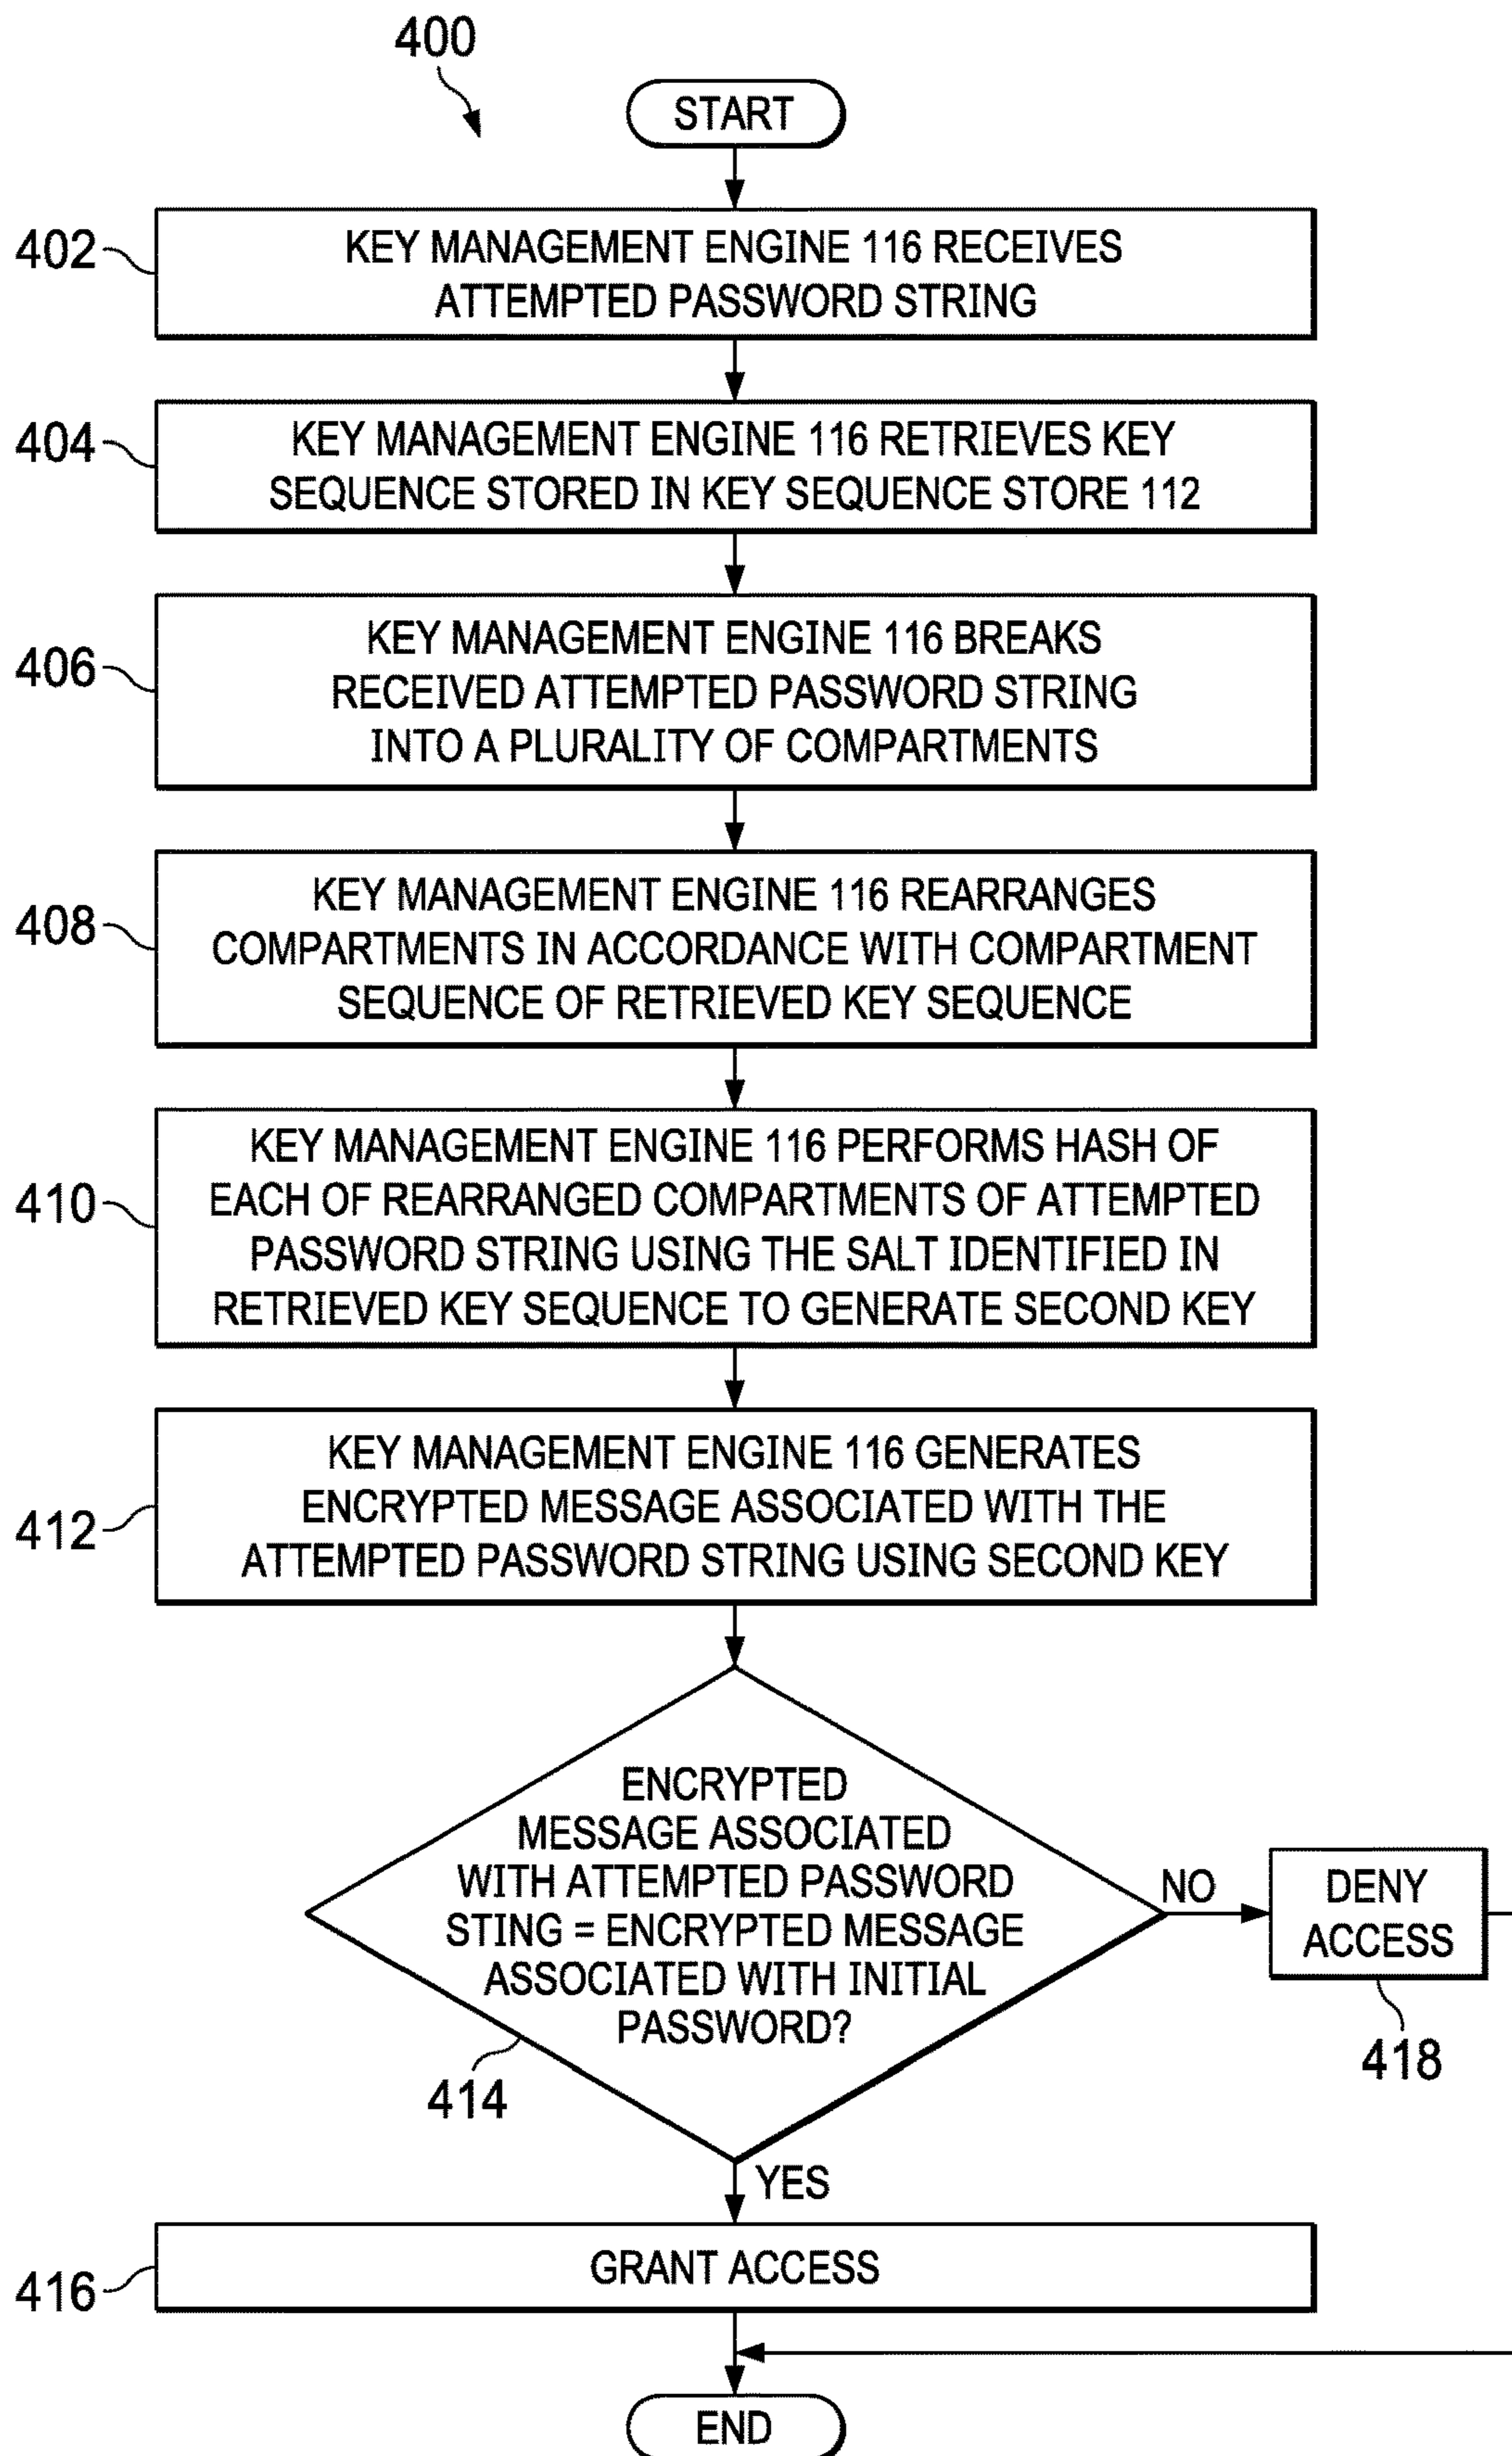 400
START
402
KEY MANAGEMENT ENGINE 116 RECEIVES
ATTEMPTED PASSWORD STRING
404
KEY MANAGEMENT ENGINE 116 RETRIEVES KEY
SEQUENCE STORED IN KEY SEQUENCE STORE 112
406
KEY MANAGEMENT ENGINE 116 BREAKS
RECEIVED ATTEMPTED PASSWORD STRING
INTO A PLURALITY OF COMPARTMENTS
408
KEY MANAGEMENT ENGINE 116 REARRANGES
COMPARTMENTS IN ACCORDANCE WITH COMPARTMENT
SEQUENCE OF RETRIEVED KEY SEQUENCE
410
KEY MANAGEMENT ENGINE 116 PERFORMS HASH OF
EACH OF REARRANGED COMPARTMENTS OF ATTEMPTED
PASSWORD STRING USING THE SALT IDENTIFIED IN
RETRIEVED KEY SEQUENCE TO GENERATE SECOND KEY
412
KEY MANAGEMENT ENGINE 116 GENERATES
ENCRYPTED MESSAGE ASSOCIATED WITH THE
ATTEMPTED PASSWORD STRING USING SECOND KEY
ENCRYPTED
MESSAGE ASSOCIATED
WITH ATTEMPTED PASSWORD
STING = ENCRYPTED MESSAGE
ASSOCIATED WITH INITIAL
PASSWORD?
414
NO
DENY
ACCESS
418
YES
416
GRANT ACCESS
END